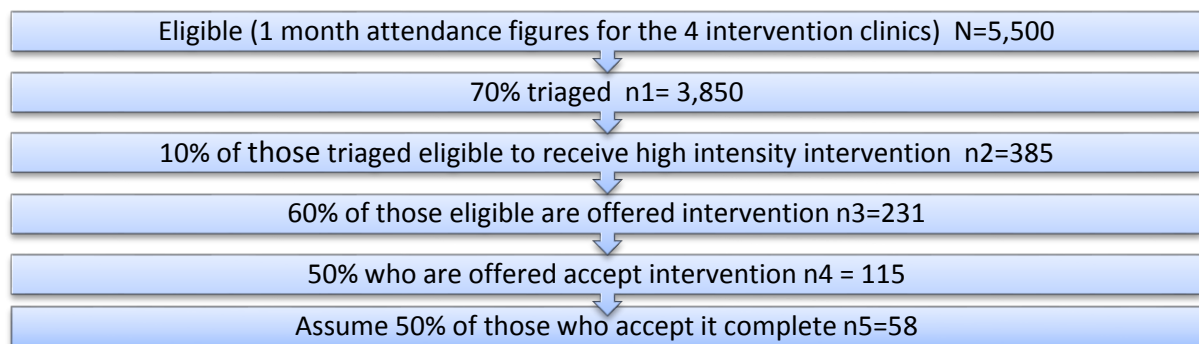 Eligible (1 month attendance figures for the 4 intervention clinics) N=5,500
70% triaged n1= 3,850
10% of those triaged eligible to receive high intensity intervention n2=385
60% of those eligible are offered intervention n3=231
50% who are offered accept intervention n4 = 115
Assume 50% of those who accept it complete n5=58